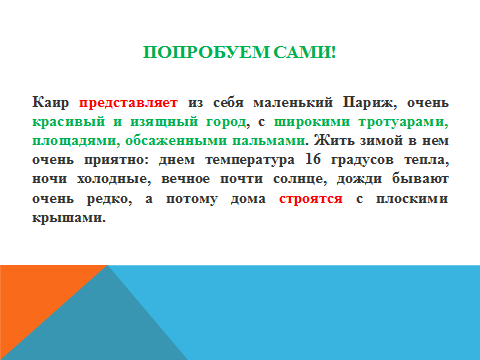 ПОПРОБУЕМ САМИ!
Каир представляет из себя маленький Париж, очень
красивый и изящный город, с широкими тротуарами,
площадями, обсаженными пальмами. Жить зимой в нем
очень приятно: днем температура 16 градусов тепла,
ночи холодные, вечное почти солнце, дожди бывают
очень редко, а потому дома строятся с плоскими
крышами.